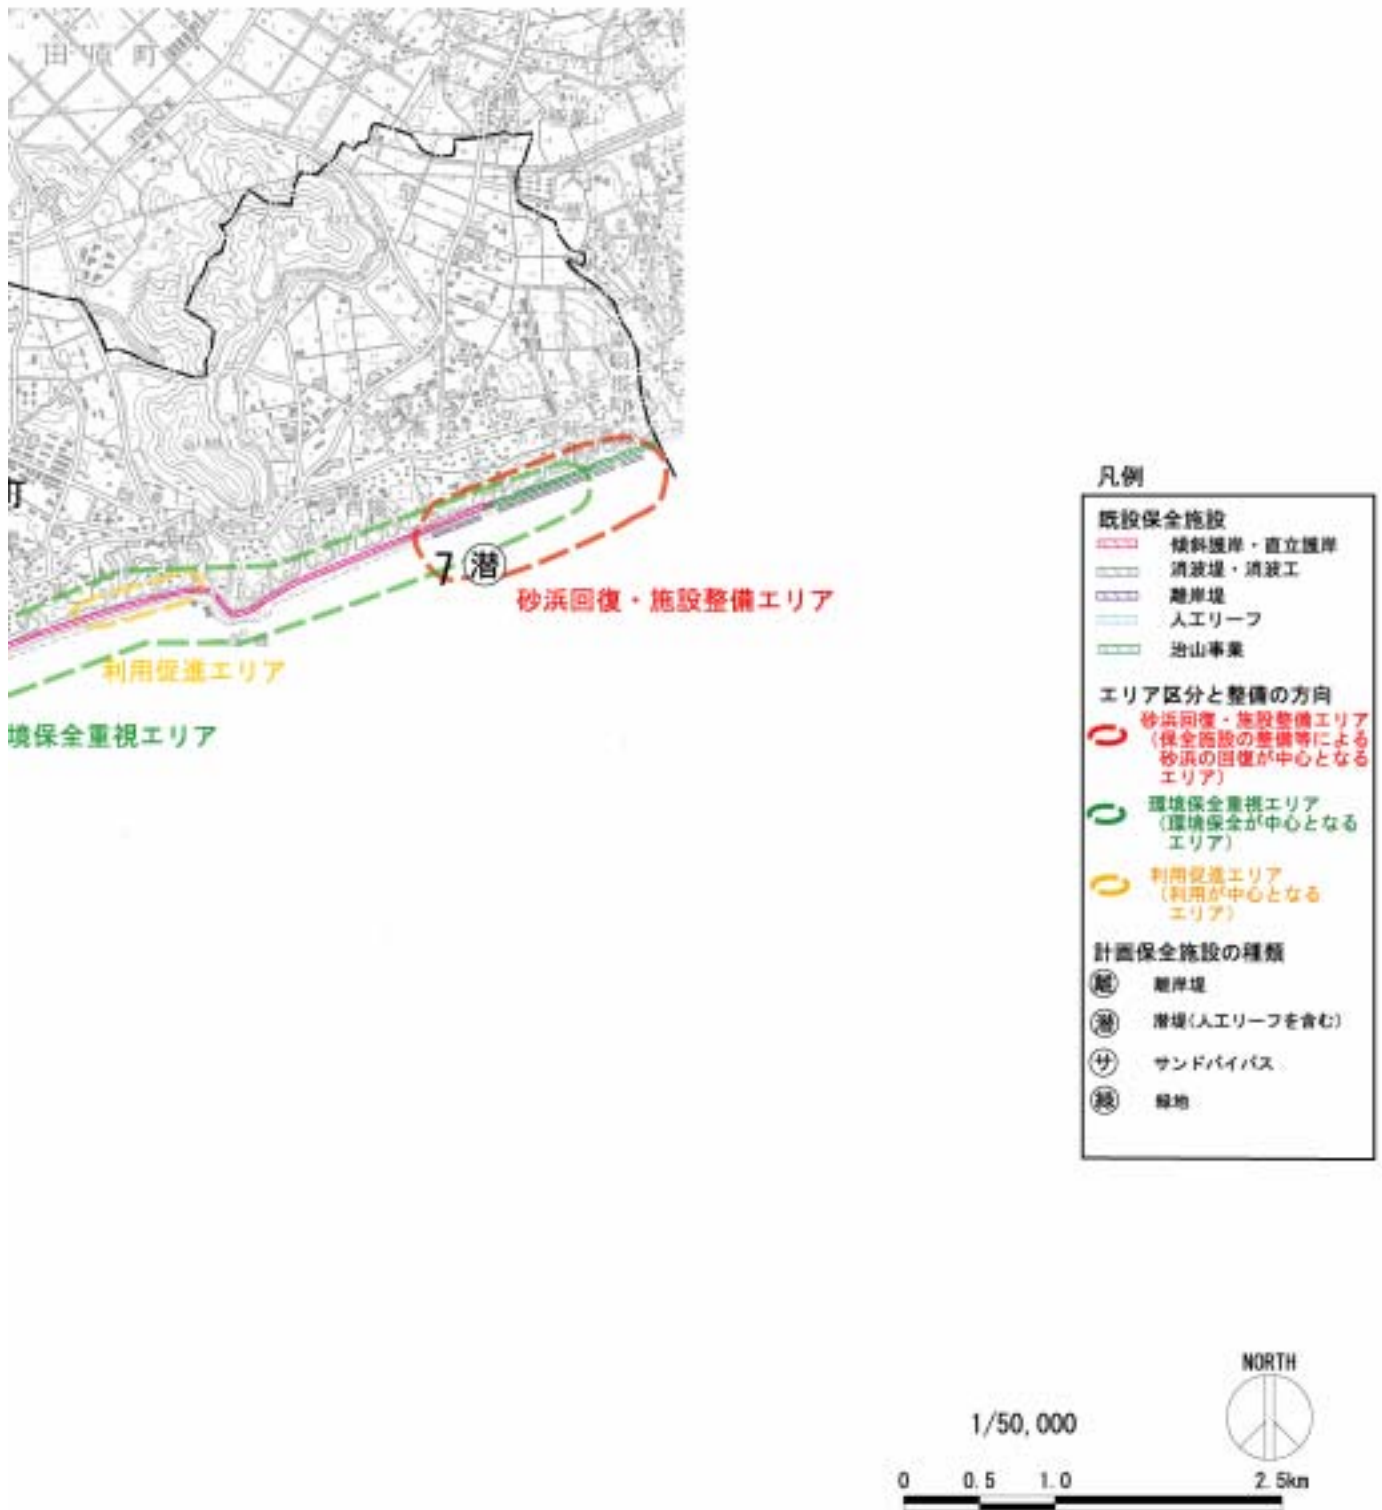 田原町
町
7 潜
砂浜回復・施設整備エリア
利用促進エリア
境保全重視エリア
凡例
既設保全施設
傾斜護岸・直立護岸
消波堤・消波工
離岸堤
人工リーフ
治山事業
エリア区分と整備の方向
砂浜回復・施設整備エリア
(保全施設の整備等による
砂浜の回復が中心となる
エリア)
環境保全重視エリア
(環境保全が中心となる
エリア)
利用促進エリア
(利用が中心となる
エリア)
計画保全施設の種類
離 離岸堤
潜 潜堤(人工リーフを含む)
サ サンドバイパス
緑 緑地
NORTH
1/50,000
0 0.5 1.0 2.5km